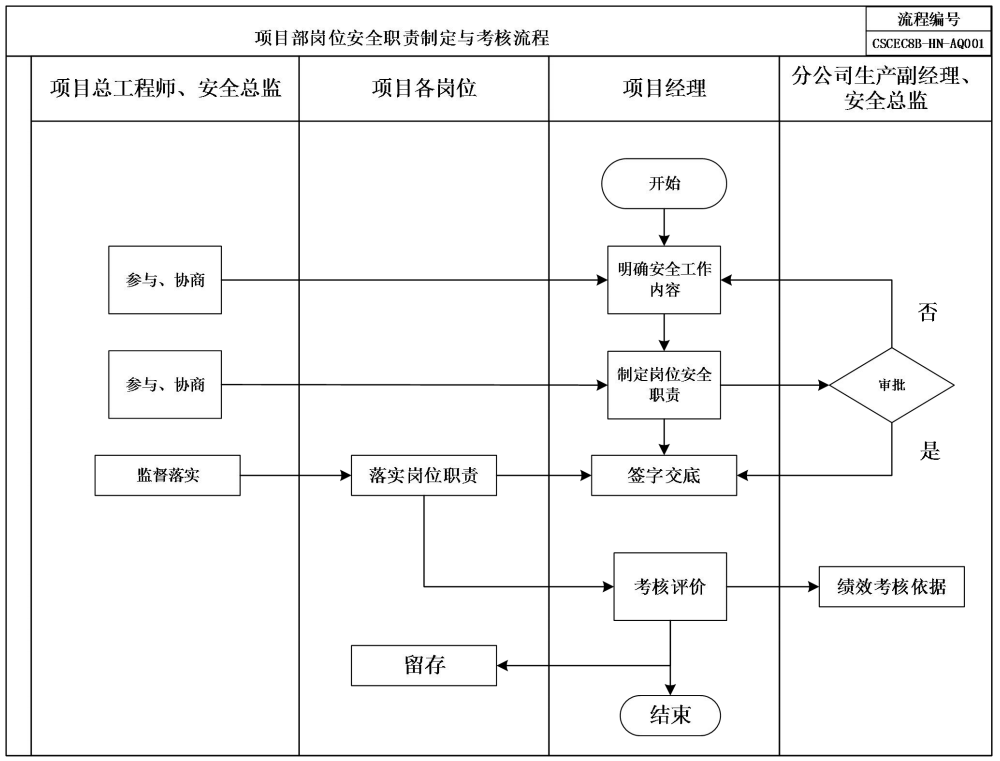 项目部岗位安全职责制定与考核流程
流程编号
CSCEC8B-HN-AQ001
项目总工程师、安全总监
项目各岗位
项目经理
分公司生产副经理、
安全总监
开始
参与、协商
明确安全工作
内容
否
参与、协商
制定岗位安全
职责
审批
是
监督落实
落实岗位职责
签字交底
考核评价
绩效考核依据
留存
结束